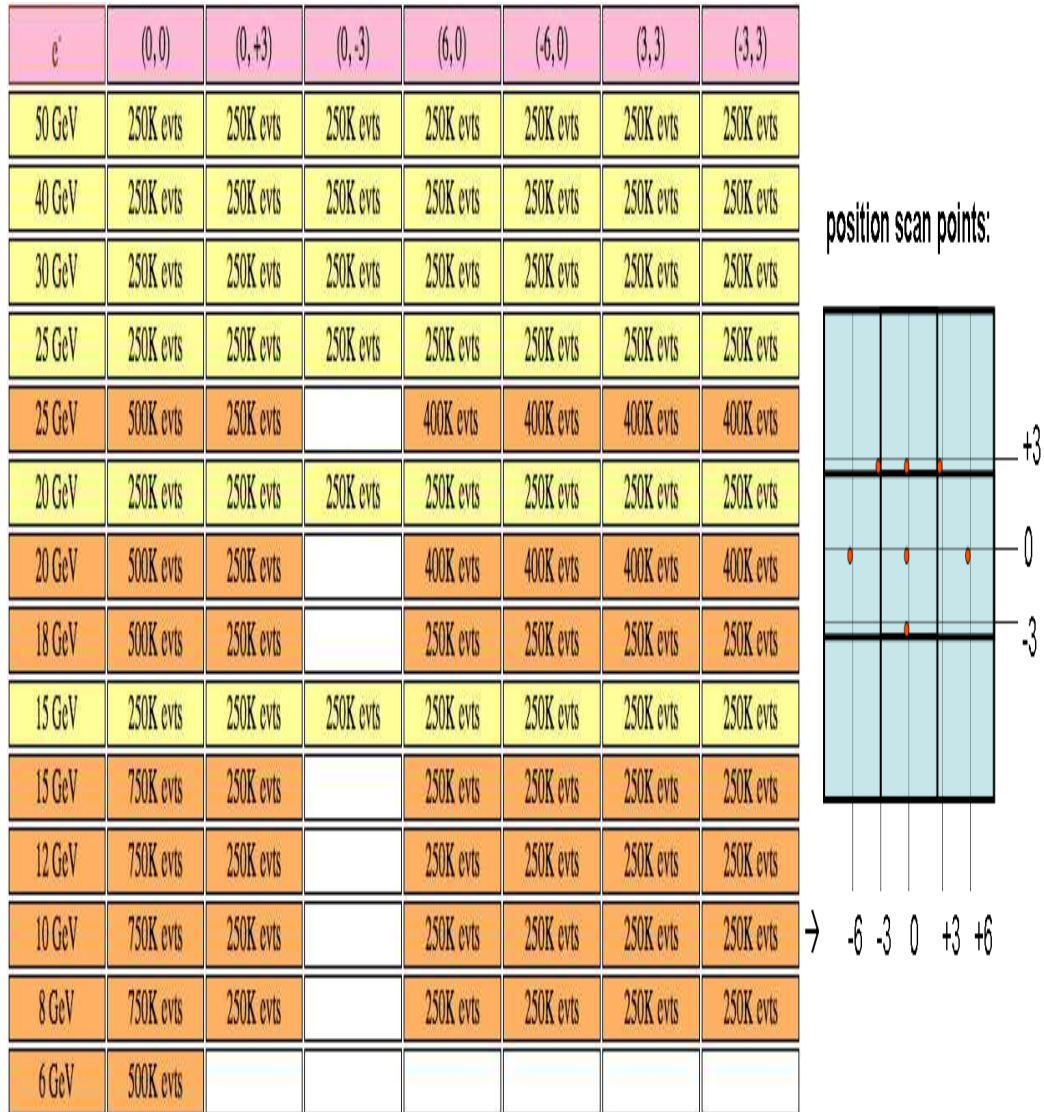 e⁻ (0, 0) (0, +3) (0, -3) (6, 0) (-6, 0) (3, 3) (-3, 3)
50 GeV 250K evts 250K evts 250K evts 250K evts 250K evts 250K evts 250K evts
40 GeV 250K evts 250K evts 250K evts 250K evts 250K evts 250K evts 250K evts
30 GeV 250K evts 250K evts 250K evts 250K evts 250K evts 250K evts 250K evts
25 GeV 250K evts 250K evts 250K evts 250K evts 250K evts 250K evts 250K evts
25 GeV 500K evts 250K evts 400K evts 400K evts 400K evts 400K evts
20 GeV 250K evts 250K evts 250K evts 250K evts 250K evts 250K evts 250K evts
20 GeV 500K evts 250K evts 400K evts 400K evts 400K evts 400K evts
18 GeV 500K evts 250K evts 250K evts 250K evts 250K evts 250K evts
15 GeV 250K evts 250K evts 250K evts 250K evts 250K evts 250K evts 250K evts
15 GeV 750K evts 250K evts 250K evts 250K evts 250K evts 250K evts
12 GeV 750K evts 250K evts 250K evts 250K evts 250K evts 250K evts
10 GeV 750K evts 250K evts 250K evts 250K evts 250K evts 250K evts
8 GeV 750K evts 250K evts 250K evts 250K evts 250K evts 250K evts
6 GeV 500K evts
position scan points:
+3
0
-3
→ -6 -3 0 +3 +6